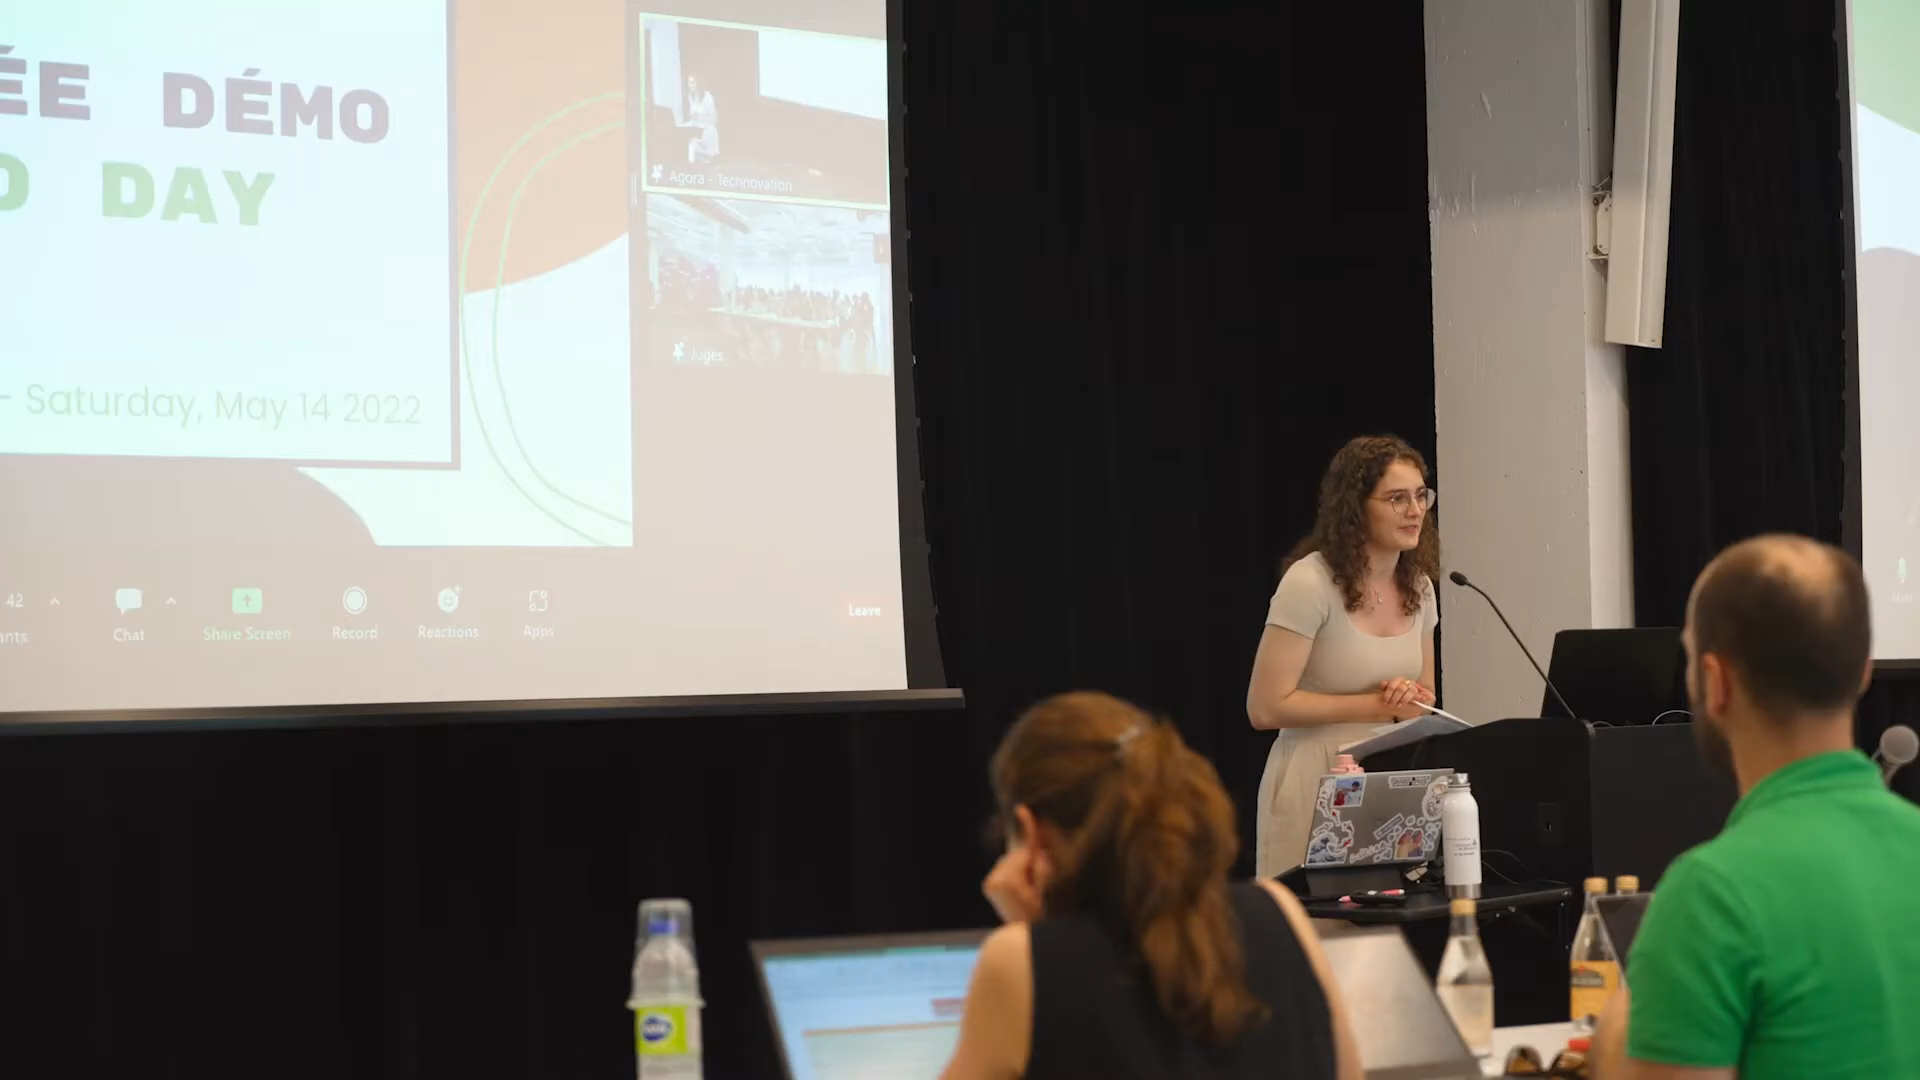 ÉE DÉMO
O DAY
- Saturday, May 14 2022
Agora - Technovation
Juges
42
Chat
Share Screen
Record
Reactions
Apps
Leave